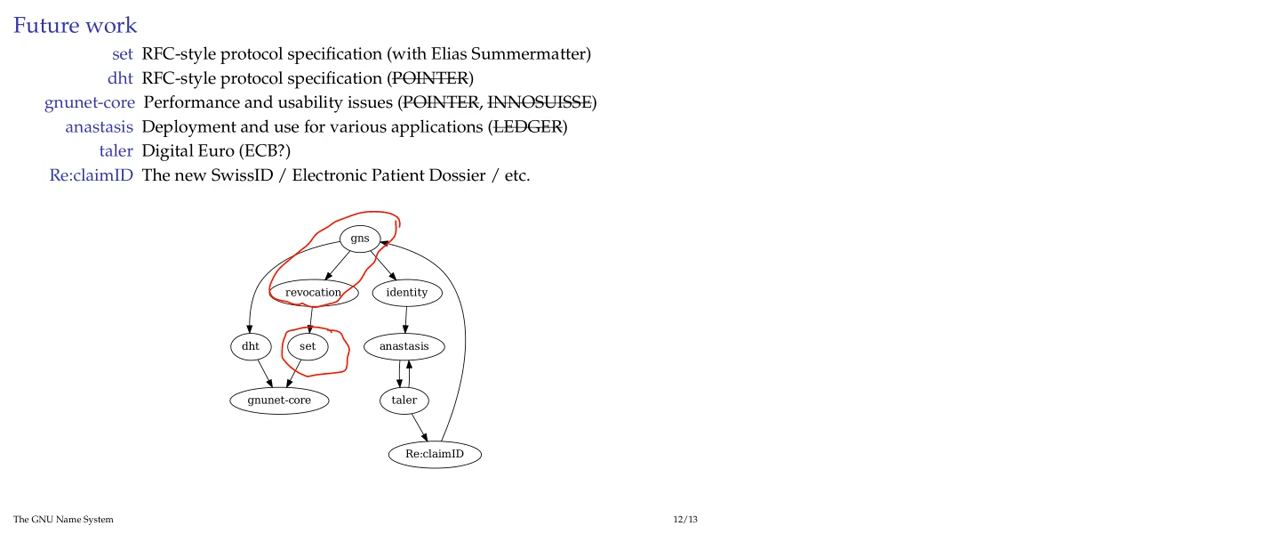 Future work
set RFC-style protocol specification (with Elias Summermatter)
dht RFC-style protocol specification (POINTER)
gnunet-core Performance and usability issues (POINTER, INNOSUISSE)
anastasis Deployment and use for various applications (LEDGER)
taler Digital Euro (ECB?)
Re:claimID The new SwissID / Electronic Patient Dossier / etc.
gns
revocation identity
dht set anastasis
gnunet-core taler
Re:claimID
The GNU Name System 12/13